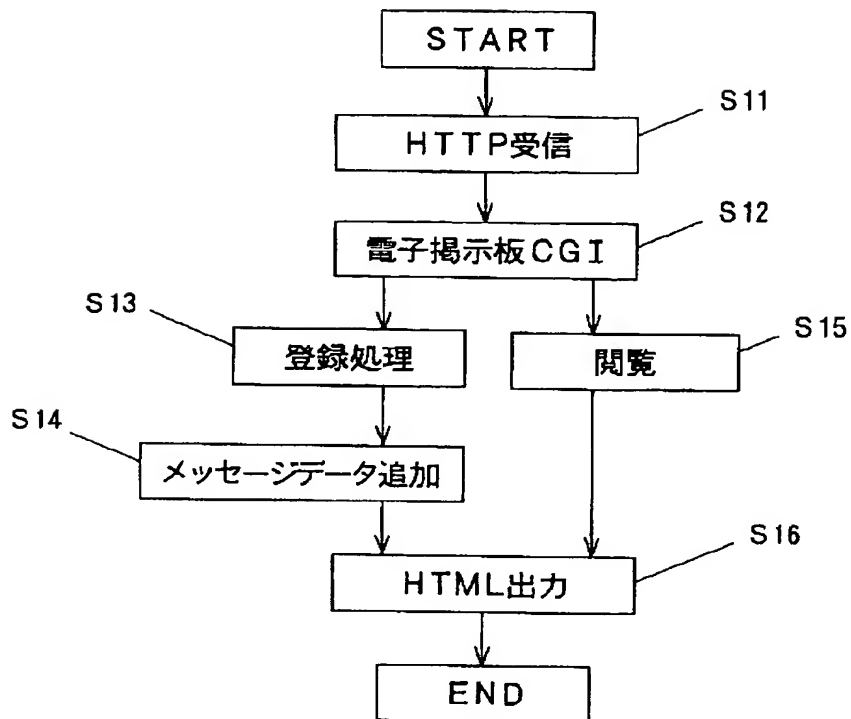 START
S11
HTTP受信
S12
電子掲示板CGI
S13
登録処理
S15
閲覧
S14
メッセージデータ追加
S16
HTML出力
END